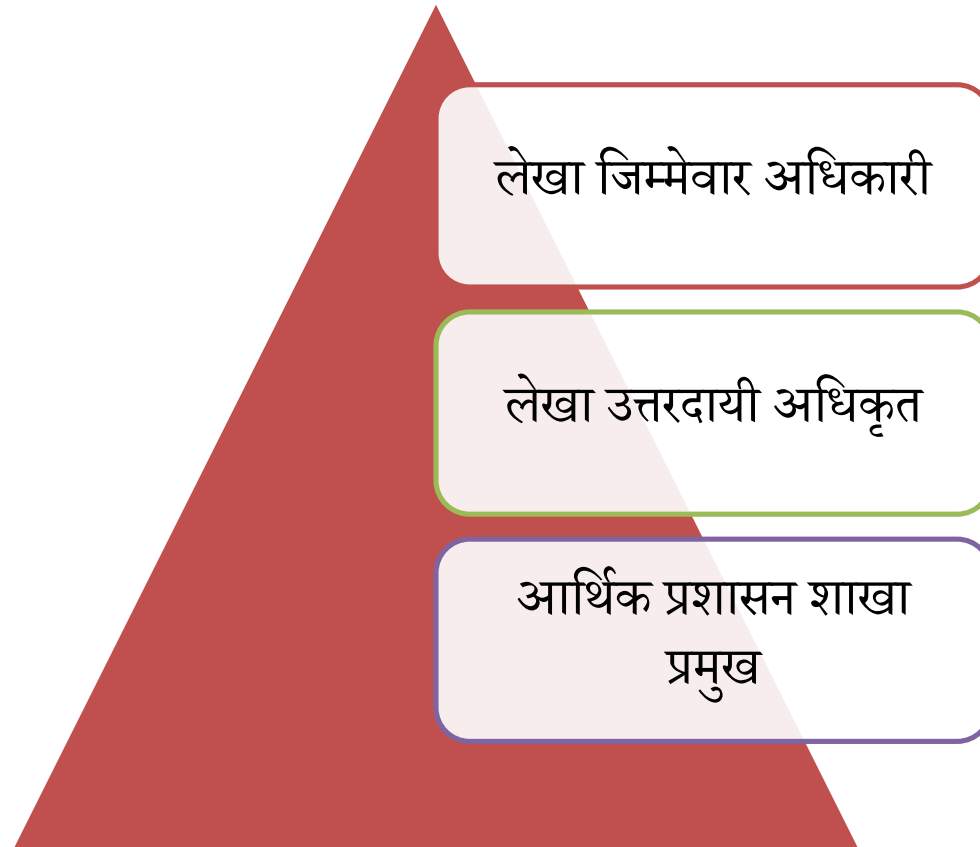 लेखा जिम्मेवार अधिकारी
लेखा उत्तरदायी अधिकृत
आर्थिक प्रशासन शाखा
प्रमुख